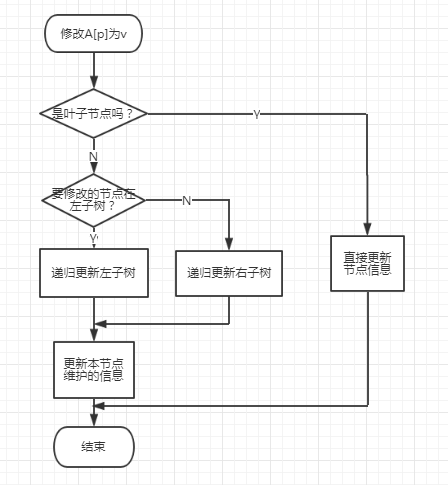 修改A[p]为v
是叶子节点吗？
Y
N
要修改的节点在
左子树？
N
Y
递归更新左子树
递归更新右子树
直接更新
节点信息
更新本节点
维护的信息
结束